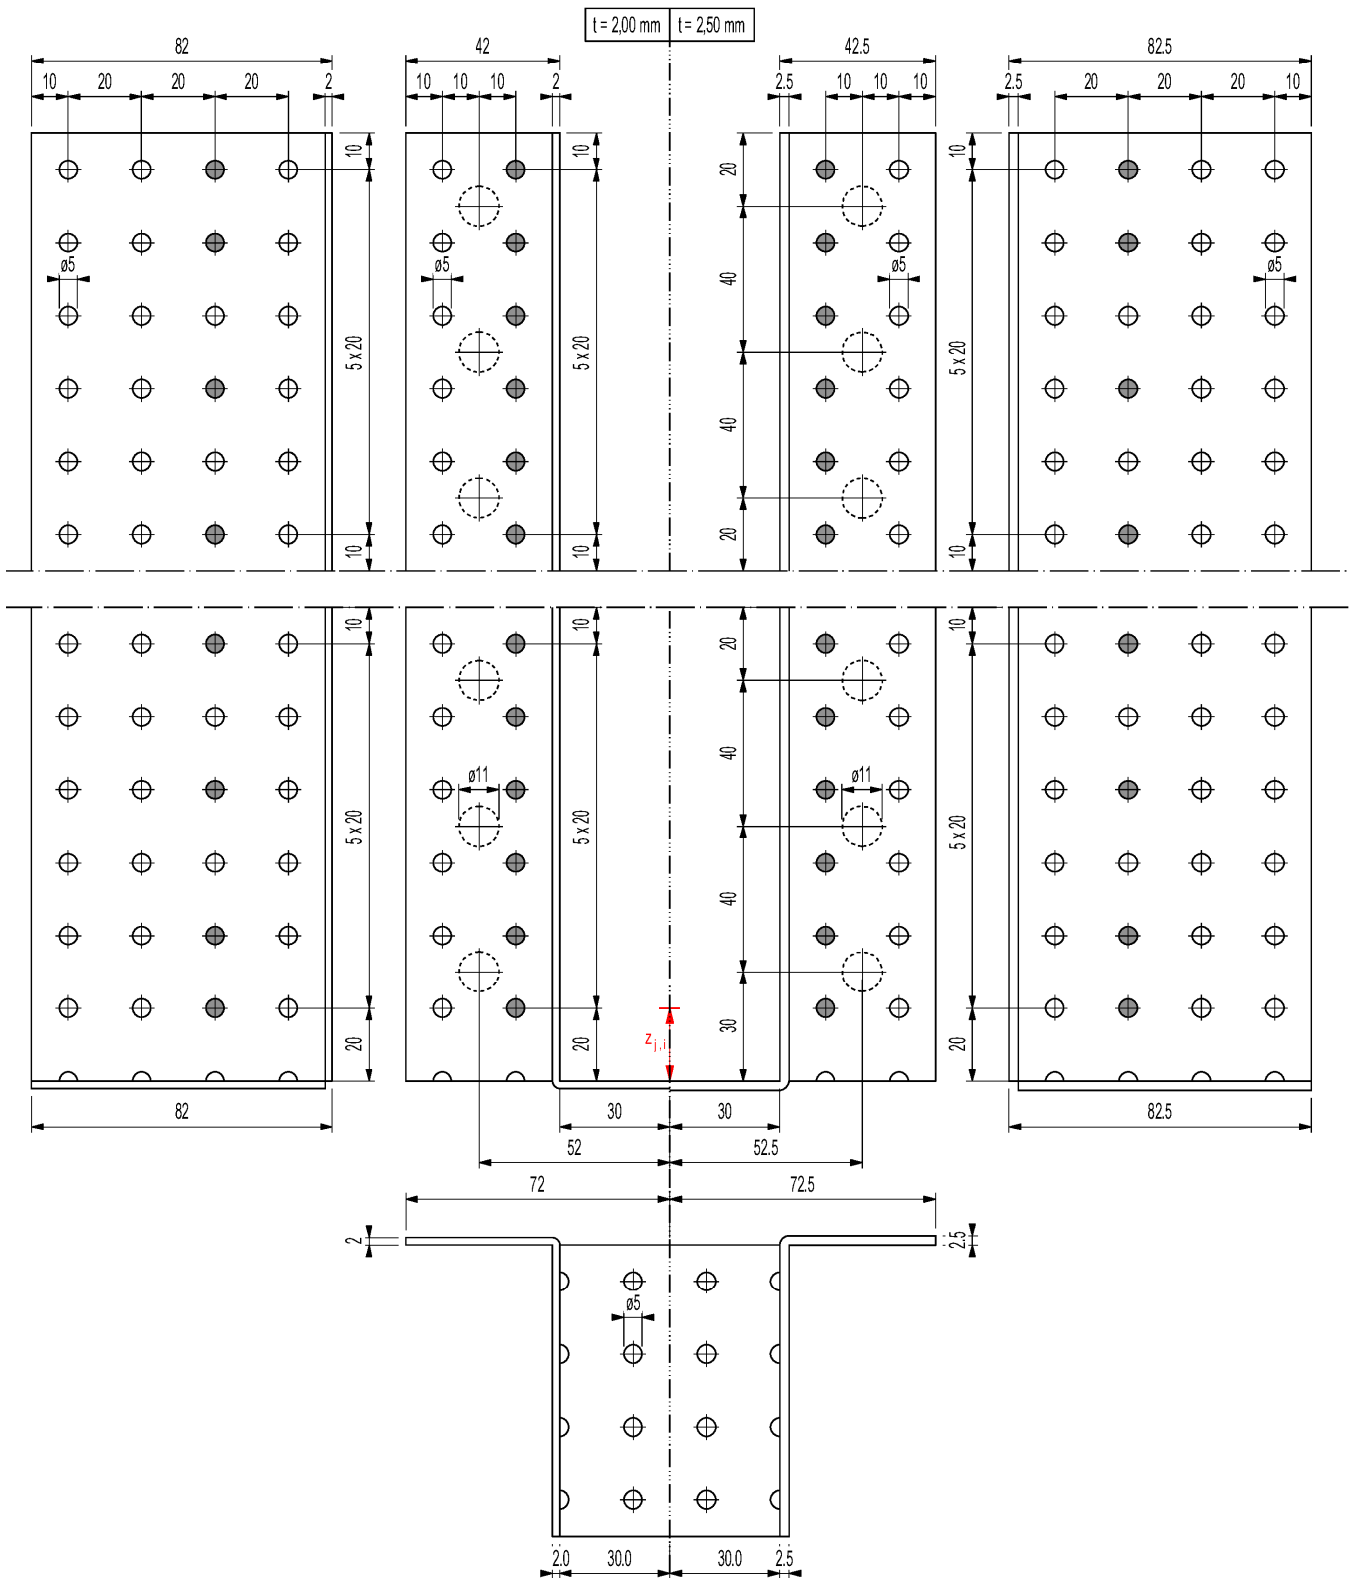 t = 2,00 mm t = 2,50 mm
82 42 42.5 82.5
10 20 20 20 2 10 10 10 2 2.5 10 10 10 2.5 20 20 20 10
10 10 20 10
ø5 ø5 ø5 ø5
40
5 x 20 5 x 20 5 x 20
40
10 10 20 10
10 10 20 10
40
ø11 ø11
5 x 20 5 x 20 5 x 20
40
20 20 30 20
z j,i
82 30 30 82.5
52 52.5
72 72.5
2 2.5
ø5
2.0 30.0 30.0 2.5